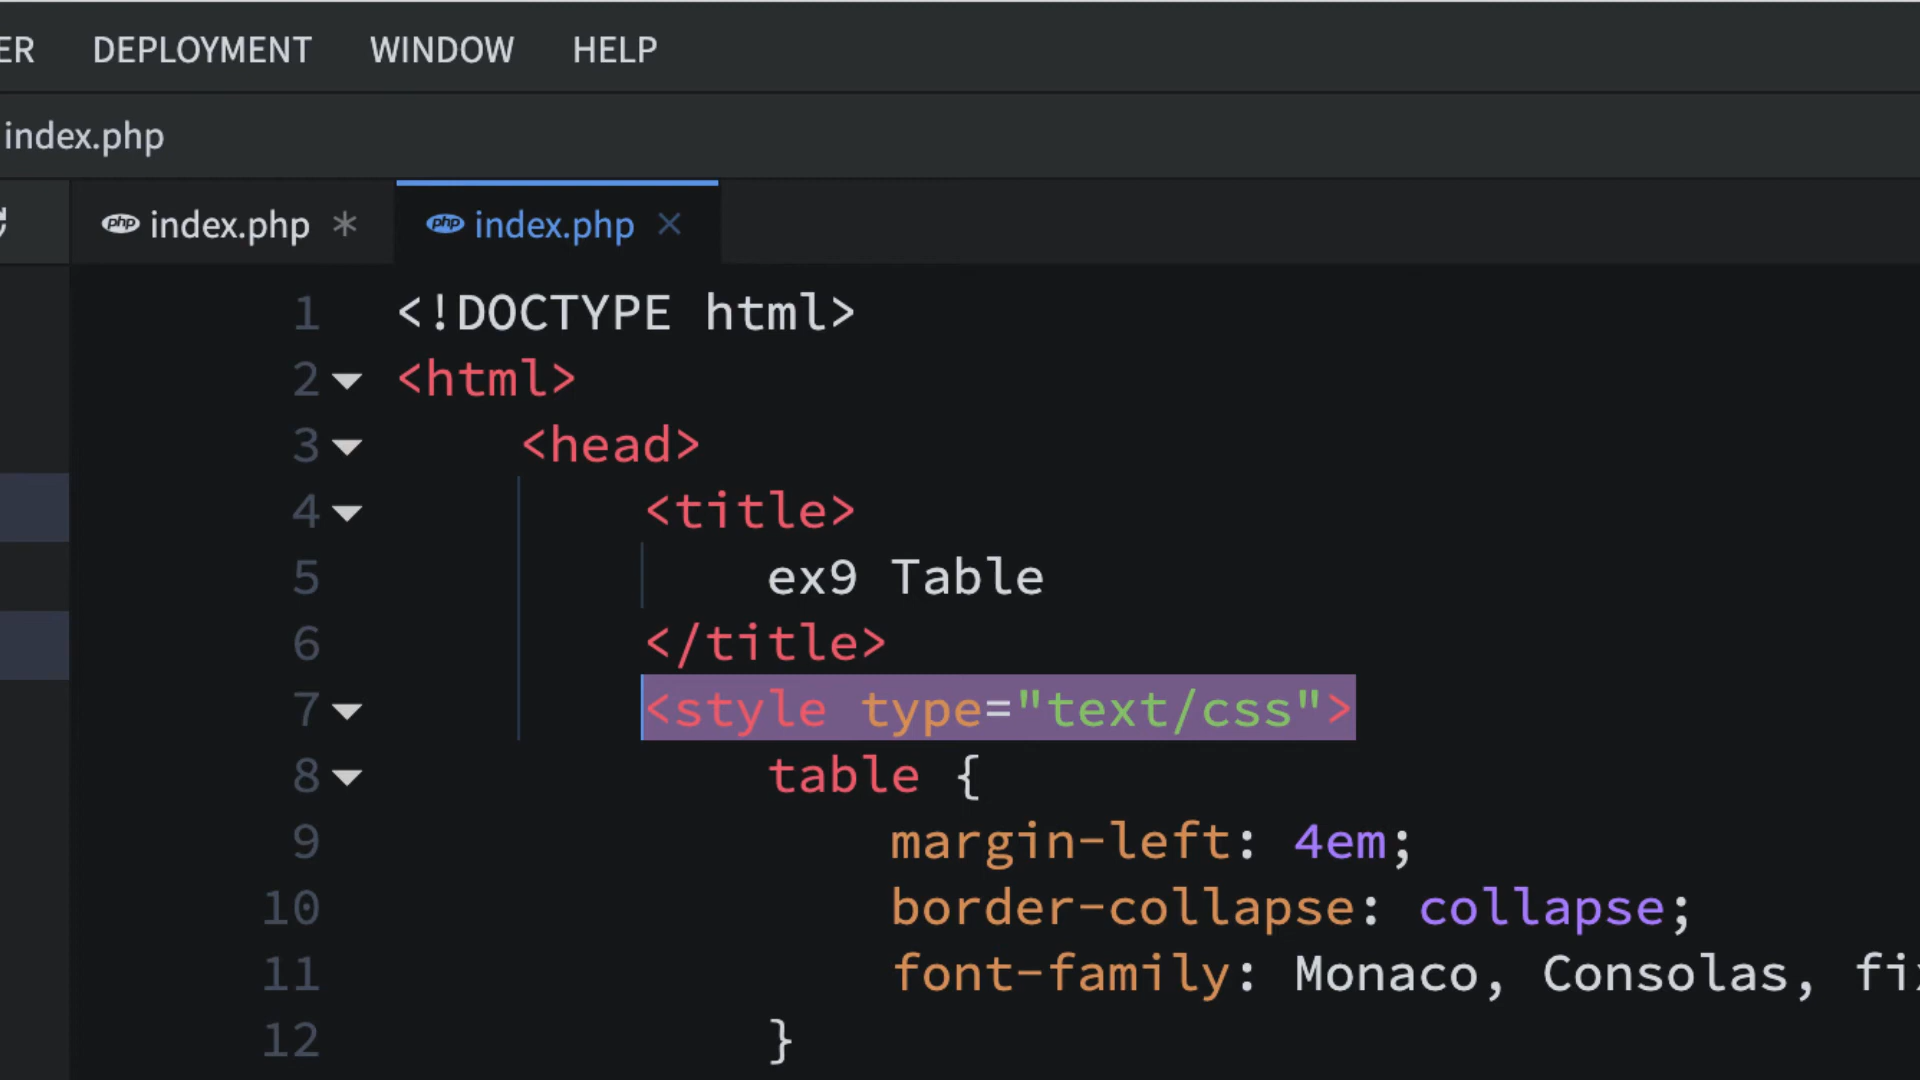 DEPLOYMENT WINDOW HELP
index.php
php index.php * php index.php ×
1 <!DOCTYPE html>
2 <html>
3 <head>
4 <title>
5 ex9 Table
6 </title>
7 <style type="text/css">
8 table {
9 margin-left: 4em;
10 border-collapse: collapse;
11 font-family: Monaco, Consolas,
12 }